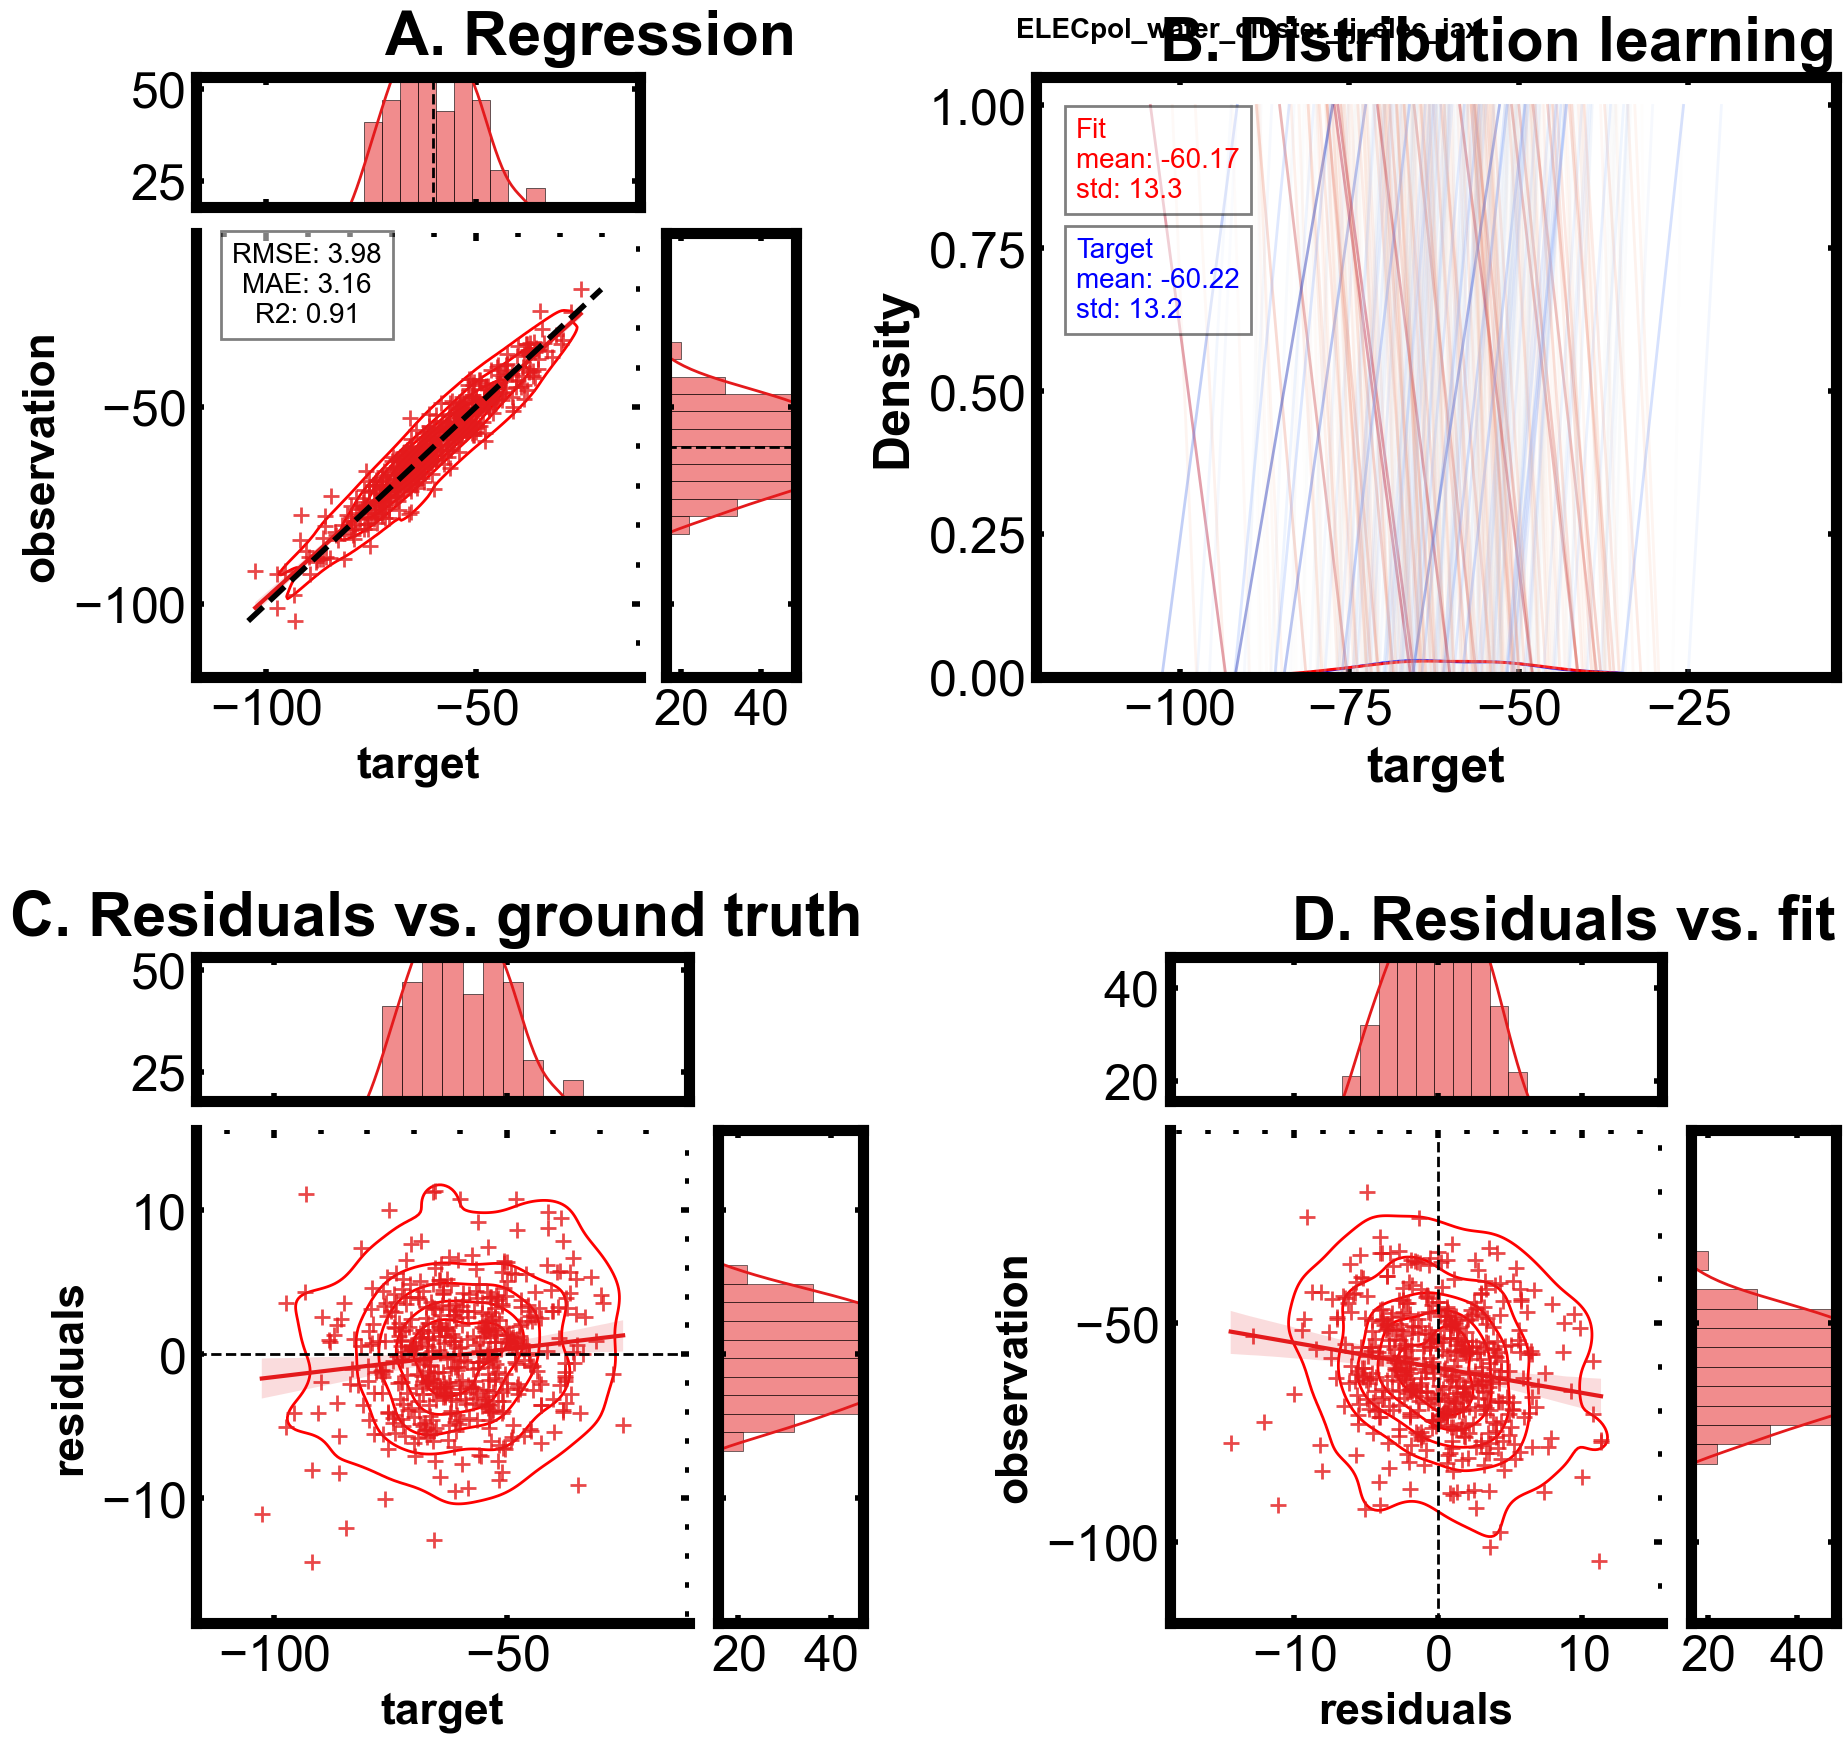 A. Regression
50
25
RMSE: 3.98
MAE: 3.16
R2: 0.91
observation
−50
−100
−100
−50
20
40
target
B. Distribution learning
1.00
0.75
0.50
0.25
0.00
Density
Fit
mean: -60.17
std: 13.3
Target
mean: -60.22
std: 13.2
−100
−75
−50
−25
target
C. Residuals vs. ground truth
50
25
residuals
10
0
−10
−100
−50
20
40
target
D. Residuals vs. fit
40
20
observation
−50
−100
−10
0
10
20
40
residuals